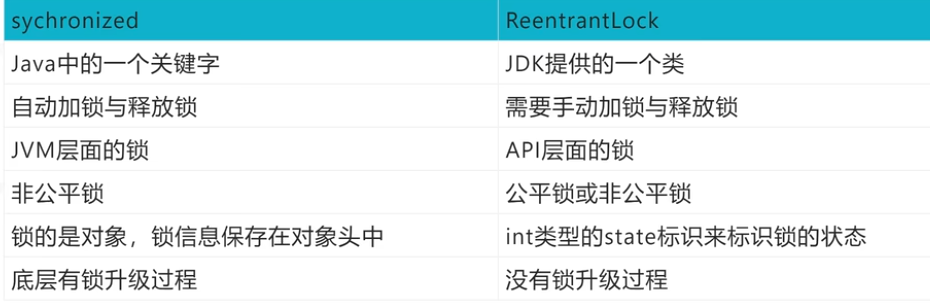 sychronized ReentrantLock
Java中的一个关键字 JDK提供的一个类
自动加锁与释放锁 需要手动加锁与释放锁
JVM层面的锁 API层面的锁
非公平锁 公平锁或非公平锁
锁的是对象，锁信息保存在对象头中 int类型的state标识来标识锁的状态
底层有锁升级过程 没有锁升级过程